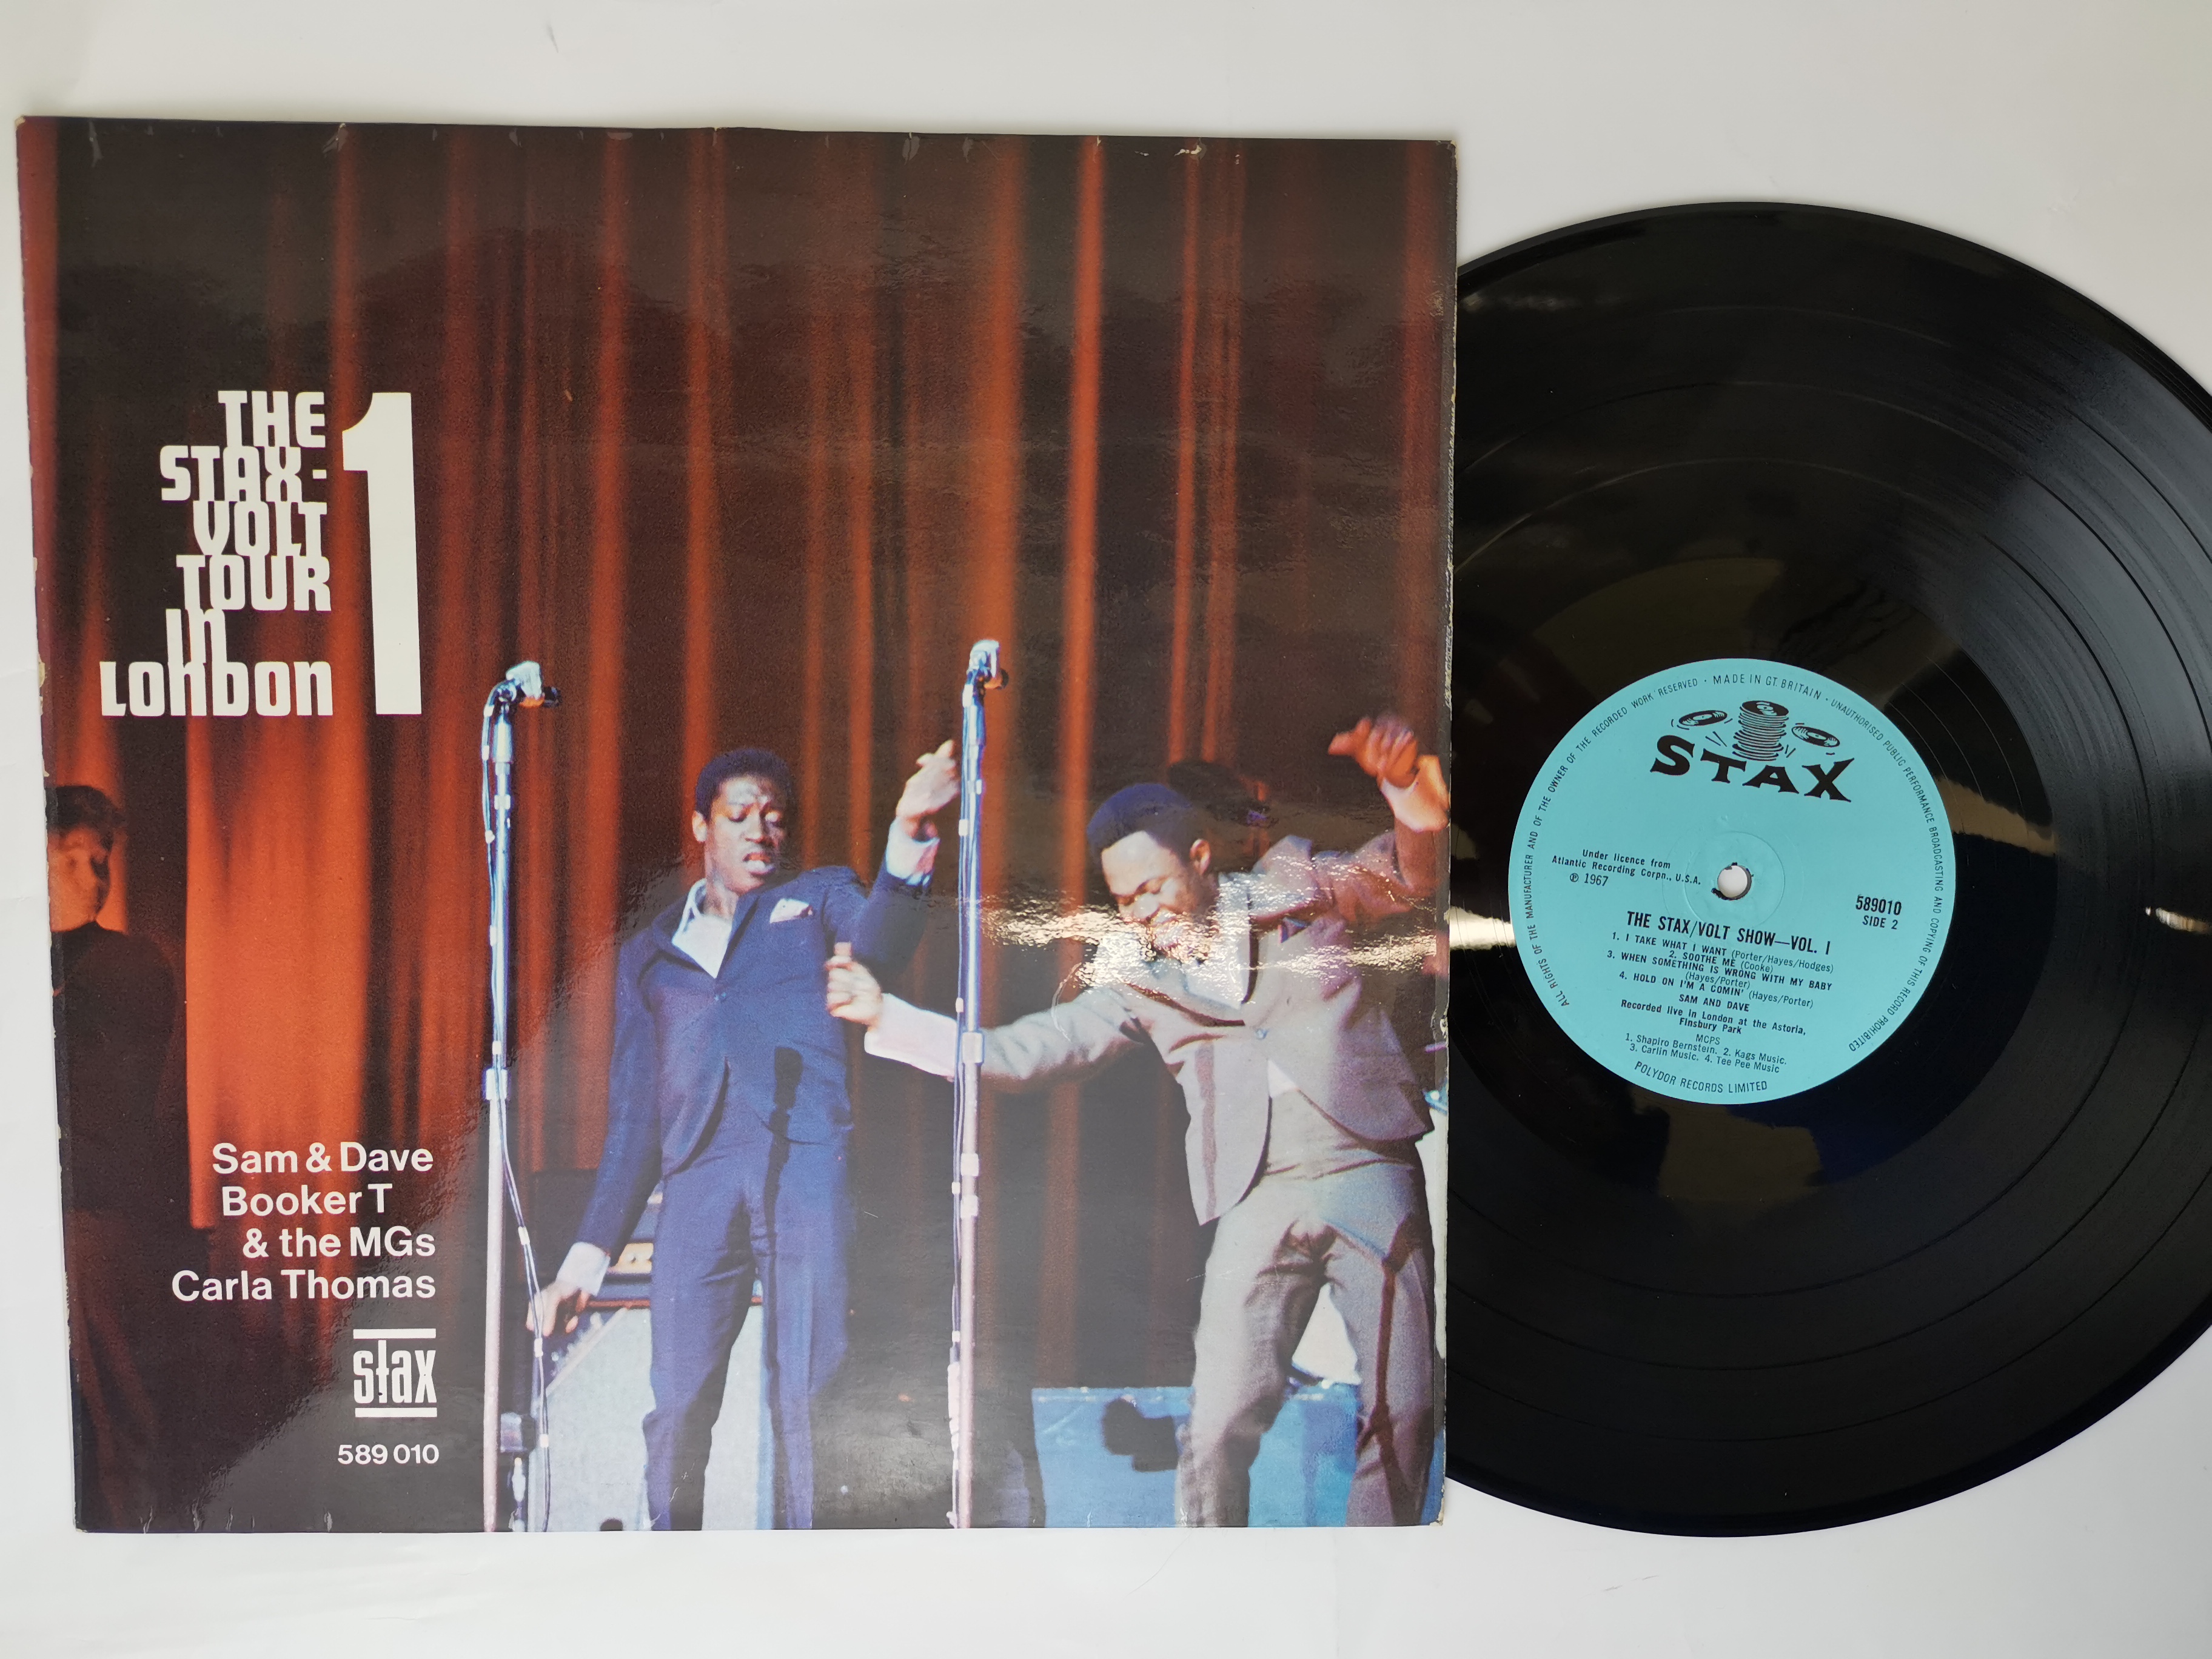 THE
STAX-
VOLT
TOUR
In
London
1
Sam & Dave
Booker T
& the MGs
Carla Thomas
stax
589 010
ALL RIGHTS OF THE MANUFACTURER AND OF THE OWNER OF THE RECORDED WORK RESERVED · MADE IN GT BRITAIN · UNAUTHORISED PUBLIC PERFORMANCE BROADCASTING AND COPYING OF THIS RECORD PROHIBITED
STAX
Under licence from
Atlantic Recording Corpn., U.S.A.
℗ 1967
589010
SIDE 2
THE STAX/VOLT SHOW—VOL. I
1. I TAKE WHAT I WANT (Porter/Hayes/Hodges)
2. SOOTHE ME (Cooke)
3. WHEN SOMETHING IS WRONG WITH MY BABY
(Hayes/Porter)
4. HOLD ON I'M A COMIN' (Hayes/Porter)
SAM AND DAVE
Recorded live in London at the Astoria,
Finsbury Park
MCPS
1. Shapiro Bernstein. 2. Kags Music.
3. Carlin Music. 4. Tee Pee Music
POLYDOR RECORDS LIMITED